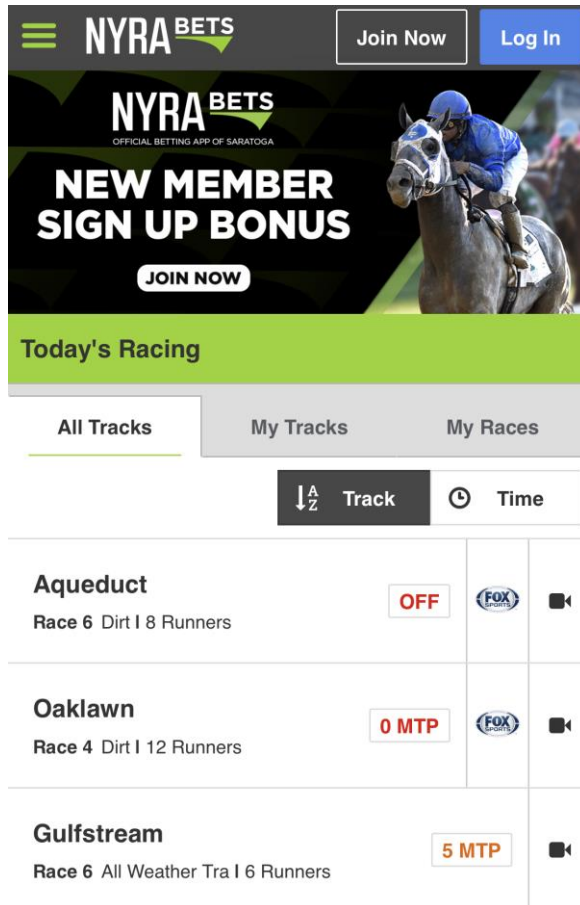 NYRA BETS
Join Now
Log In
NYRA BETS
OFFICIAL BETTING APP OF SARATOGA
NEW MEMBER
SIGN UP BONUS
JOIN NOW
Today's Racing
All Tracks
My Tracks
My Races
A
Z
Track
Time
Aqueduct
Race 6 Dirt I 8 Runners
OFF
FOX
SPORTS
Oaklawn
Race 4 Dirt I 12 Runners
0 MTP
FOX
SPORTS
Gulfstream
Race 6 All Weather Tra I 6 Runners
5 MTP